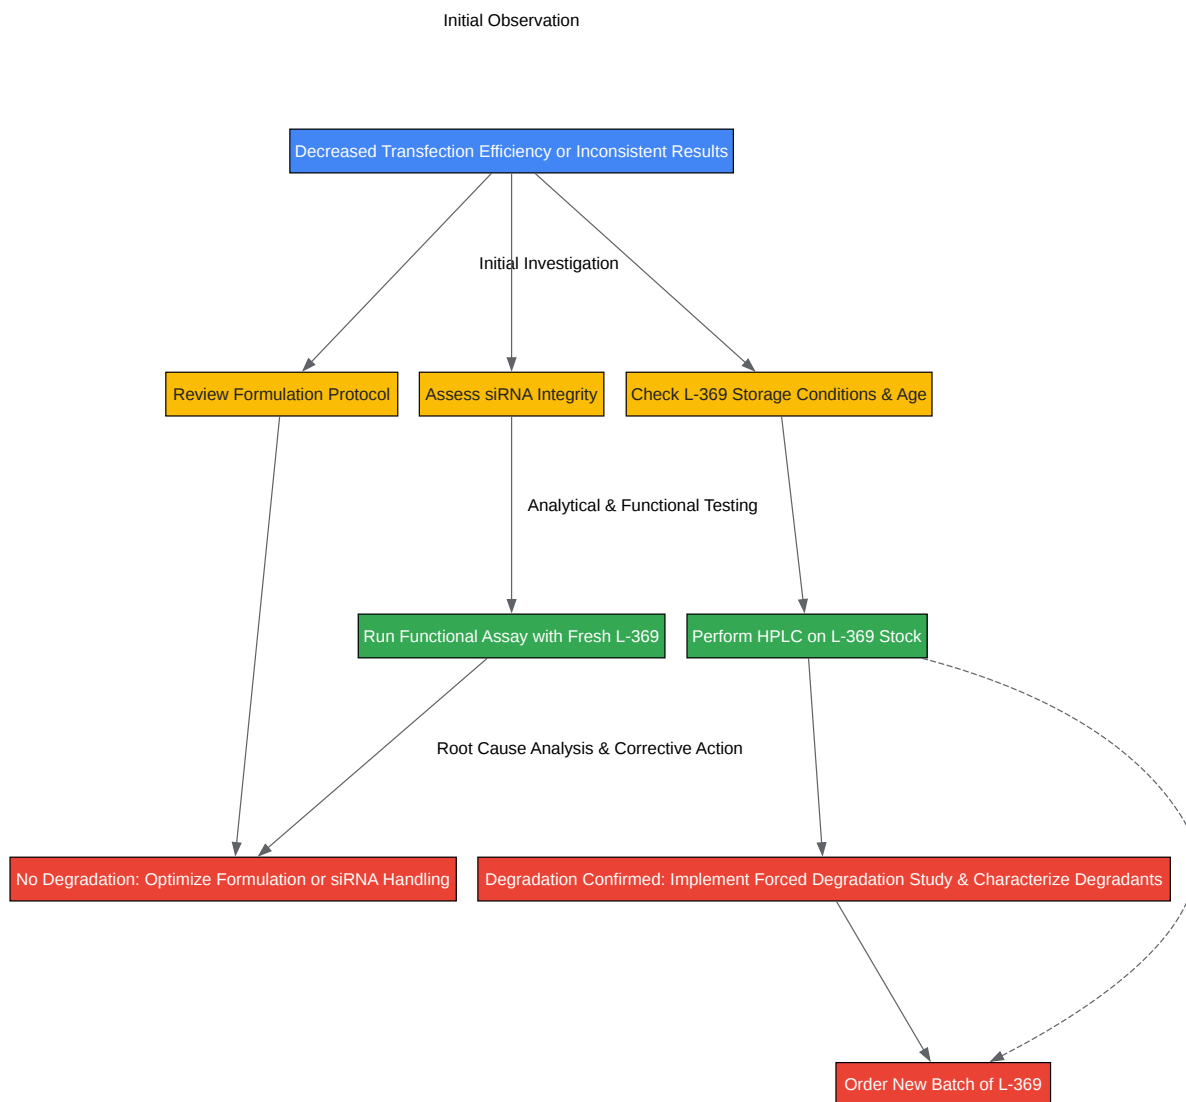 Initial Observation
Decreased Transfection Efficiency or Inconsistent Results
Initial Investigation
Review Formulation Protocol
Assess siRNA Integrity
Check L-369 Storage Conditions & Age
Analytical & Functional Testing
Run Functional Assay with Fresh L-369
Perform HPLC on L-369 Stock
Root Cause Analysis & Corrective Action
No Degradation: Optimize Formulation or siRNA Handling
Degradation Confirmed: Implement Forced Degradation Study & Characterize Degradants
Order New Batch of L-369